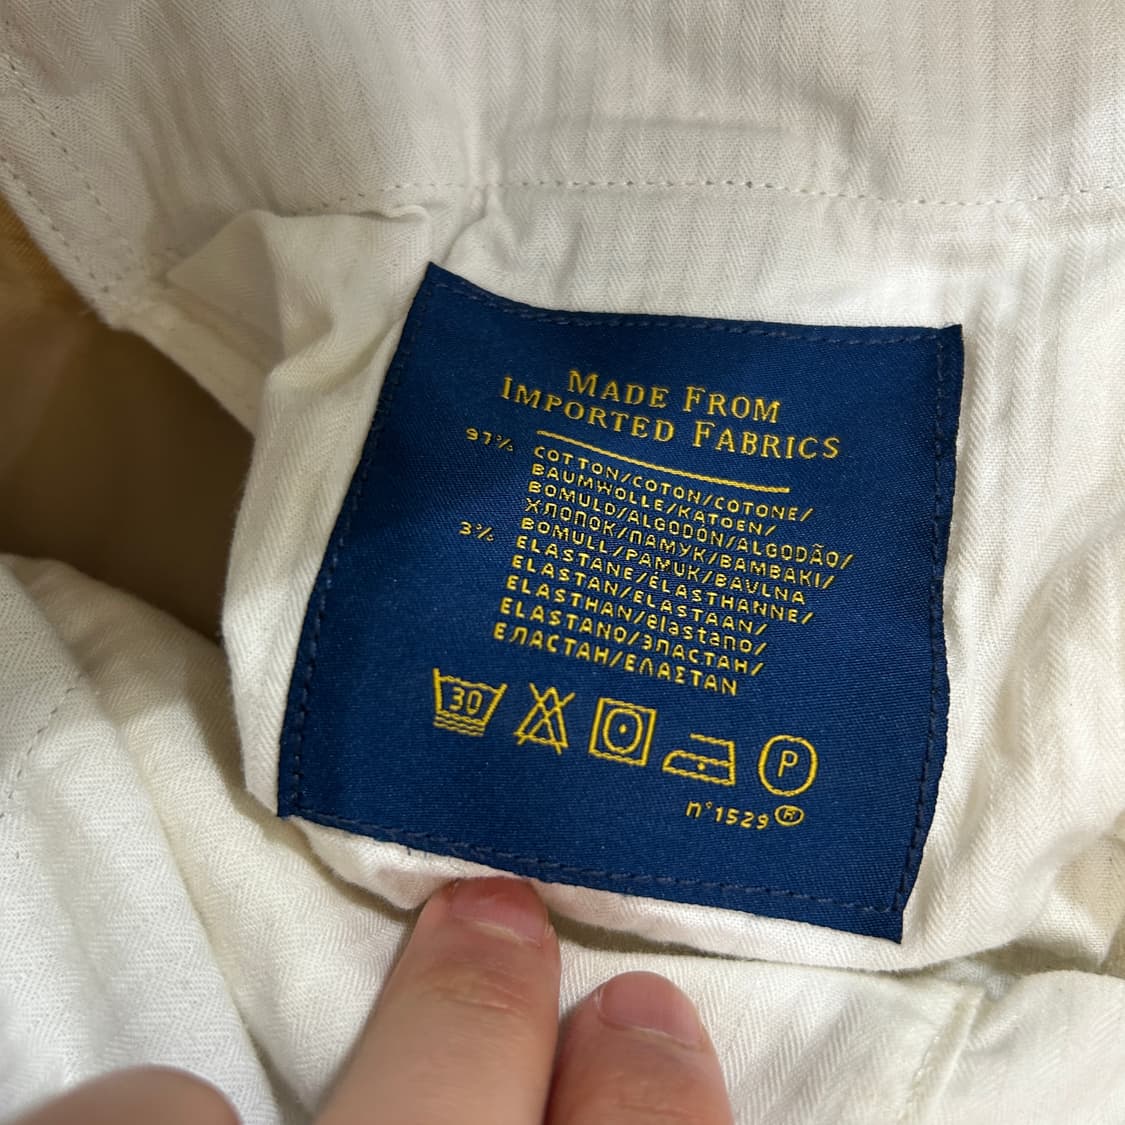 MADE FROM
IMPORTED FABRICS
97% COTTON/COTON/COTONE/
BAUMWOLLE/KATOEN/
BOMULD/ALGODÓN/ALGODÃO/
ХЛОПОК/ПАМУК/BAMBAKI/
BOMULL/PAMUK/BAVLNA
3% ELASTANE/ÉLASTHANNE/
ELASTAN/ELASTAAN/
ELASTHAN/elastano/
ELASTANO/ЭЛАСТАН/
ЕЛАСТАН/ΕΛΑΣΤΑΝ
30
P
n°1529 ®